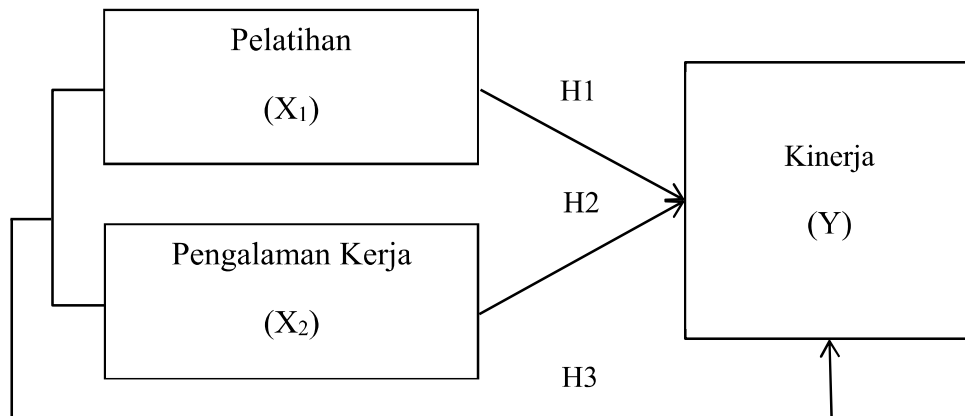 Pelatihan
(X₁)
H1
Kinerja
(Y)
H2
Pengalaman Kerja
(X₂)
H3